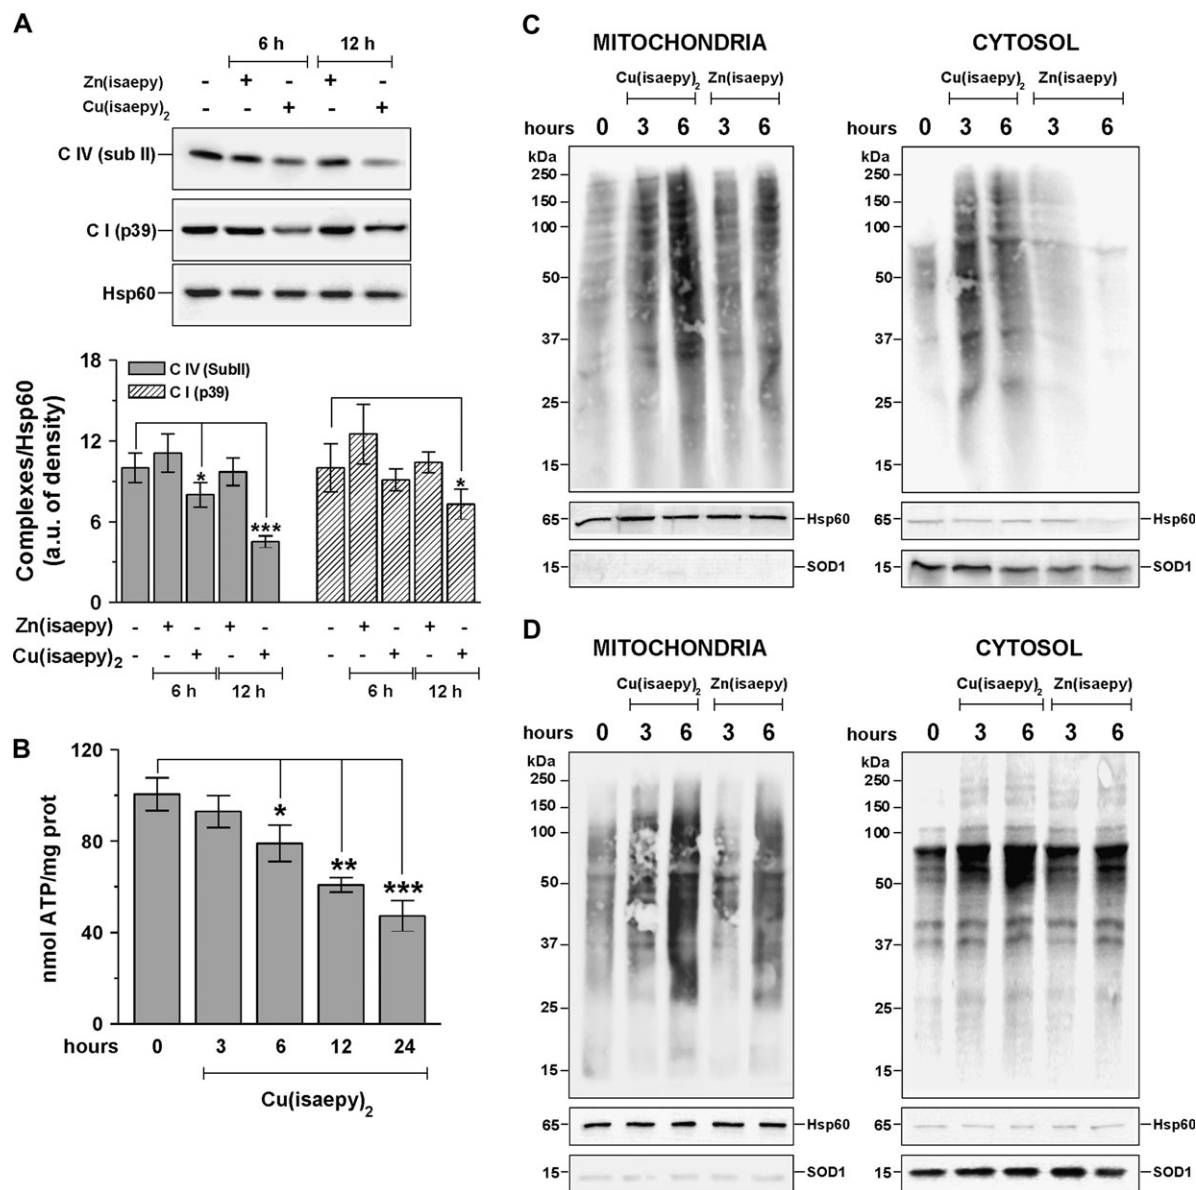 A
6 h 12 h
Zn(isaepy) - + - + -
Cu(isaepy)2 - - + - +
C IV (sub II)
C I (p39)
Hsp60
18
12
6
0
Complexes/Hsp60
(a.u. of density)
C IV (SubII)
C I (p39)
*
***
*
Zn(isaepy) - + - + - - + - + -
Cu(isaepy)2 - - + - + - - + - +
6 h 12 h 6 h 12 h
B
120
80
40
0
nmol ATP/mg prot
*
**
***
hours 0 3 6 12 24
Cu(isaepy)2
C
MITOCHONDRIA
Cu(isaepy)2 Zn(isaepy)
hours 0 3 6 3 6
kDa
250
150
100
50
37
25
15
65 Hsp60
15 SOD1
CYTOSOL
Cu(isaepy)2 Zn(isaepy)
hours 0 3 6 3 6
kDa
250
150
100
50
37
25
15
65 Hsp60
15 SOD1
D
MITOCHONDRIA
Cu(isaepy)2 Zn(isaepy)
hours 0 3 6 3 6
kDa
250
150
100
50
37
25
15
65 Hsp60
15 SOD1
CYTOSOL
Cu(isaepy)2 Zn(isaepy)
hours 0 3 6 3 6
kDa
250
150
100
50
37
25
15
65 Hsp60
15 SOD1